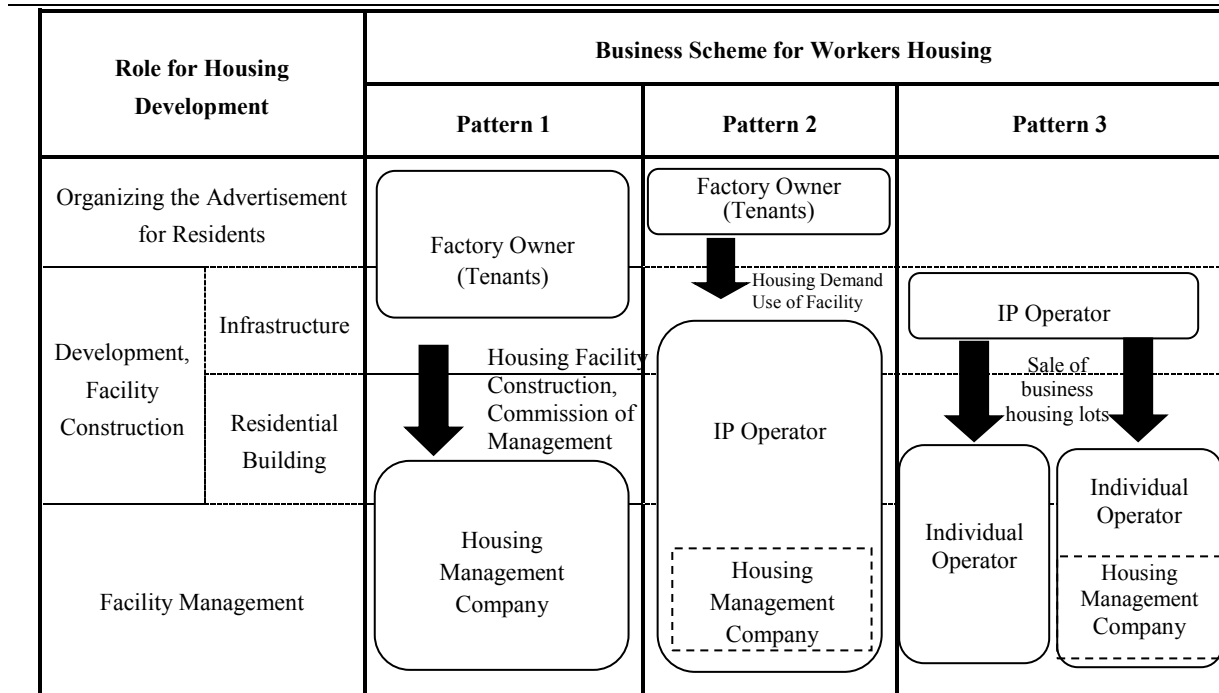 Role for Housing
Development
Business Scheme for Workers Housing
Pattern 1
Pattern 2
Pattern 3
Organizing the Advertisement
for Residents
Development,
Facility
Construction
Infrastructure
Residential
Building
Facility Management
Factory Owner
(Tenants)
Housing Facility
Construction,
Commission of
Management
Housing
Management
Company
Factory Owner
(Tenants)
Housing Demand
Use of Facility
IP Operator
Housing
Management
Company
IP Operator
Sale of
business
housing lots
Individual
Operator
Individual
Operator
Housing
Management
Company